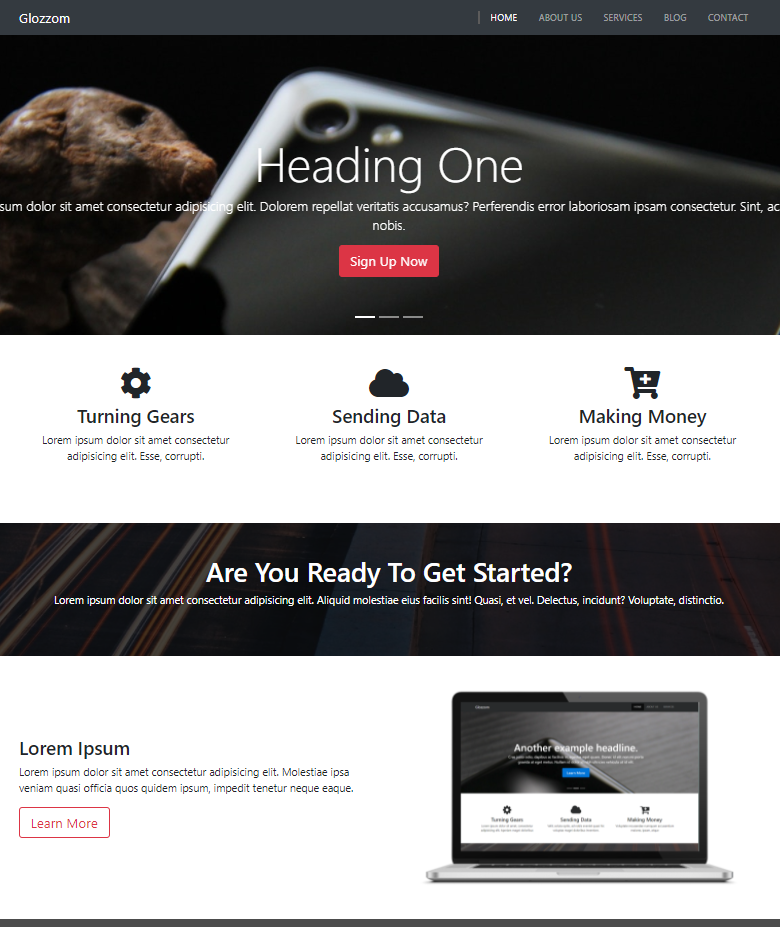 Glozzom
HOME ABOUT US SERVICES BLOG CONTACT
Heading One
sum dolor sit amet consectetur adipisicing elit. Dolorem repellat veritatis accusamus? Perferendis error laboriosam ipsam consectetur. Sint, ac
nobis.
Sign Up Now
Turning Gears
Lorem ipsum dolor sit amet consectetur
adipisicing elit. Esse, corrupti.
Sending Data
Lorem ipsum dolor sit amet consectetur
adipisicing elit. Esse, corrupti.
Making Money
Lorem ipsum dolor sit amet consectetur
adipisicing elit. Esse, corrupti.
Are You Ready To Get Started?
Lorem ipsum dolor sit amet consectetur adipisicing elit. Aliquid molestiae eius facilis sint! Quasi, et vel. Delectus, incidunt? Voluptate, distinctio.
Lorem Ipsum
Lorem ipsum dolor sit amet consectetur adipisicing elit. Molestiae ipsa
veniam quasi officia quos quidem ipsum, impedit tenetur neque eaque.
Learn More
Glozzom
Another example headline.
Learn More
Turning Gears
Sending Data
Making Money